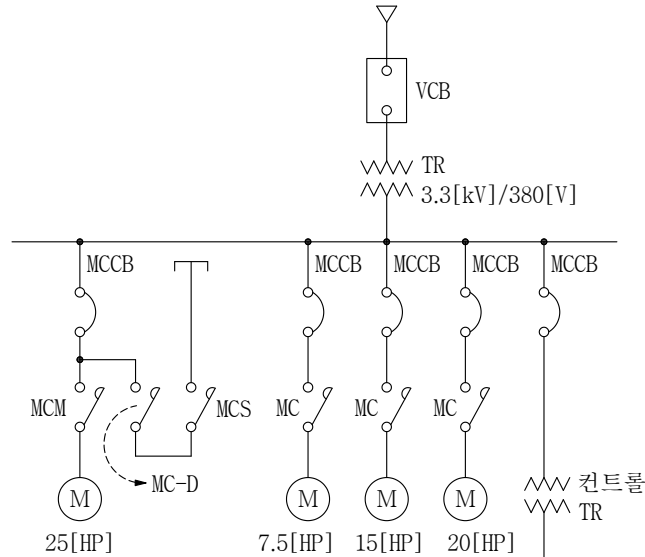 VCB
TR
3.3[kV]/380[V]
MCCB
MCCB
MCCB
MCCB
MCCB
MCM
MCS
MC
MC
MC
MC-D
컨트롤
TR
M
M
M
M
25[HP]
7.5[HP]
15[HP]
20[HP]